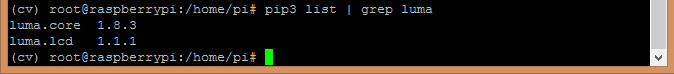 (cv) root@raspberrypi:/home/pi# pip3 list | grep luma
luma.core  1.8.3
luma.lcd   1.1.1
(cv) root@raspberrypi:/home/pi#